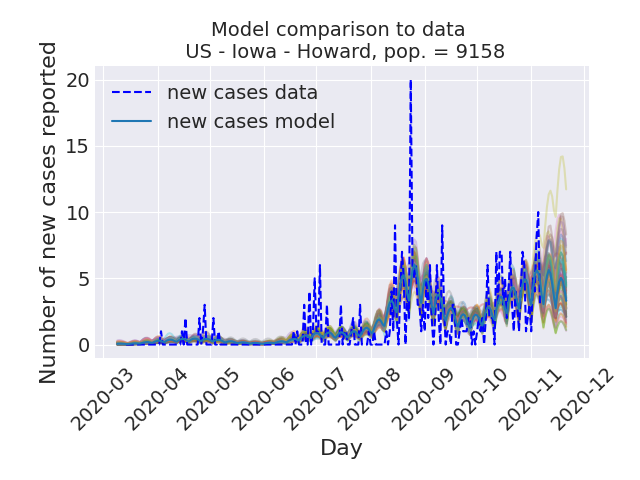 Model comparison to data
US - Iowa - Howard, pop. = 9158
Number of new cases reported
20
15
10
5
0
new cases data
new cases model
2020-03
2020-04
2020-05
2020-06
2020-07
2020-08
2020-09
2020-10
2020-11
2020-12
Day